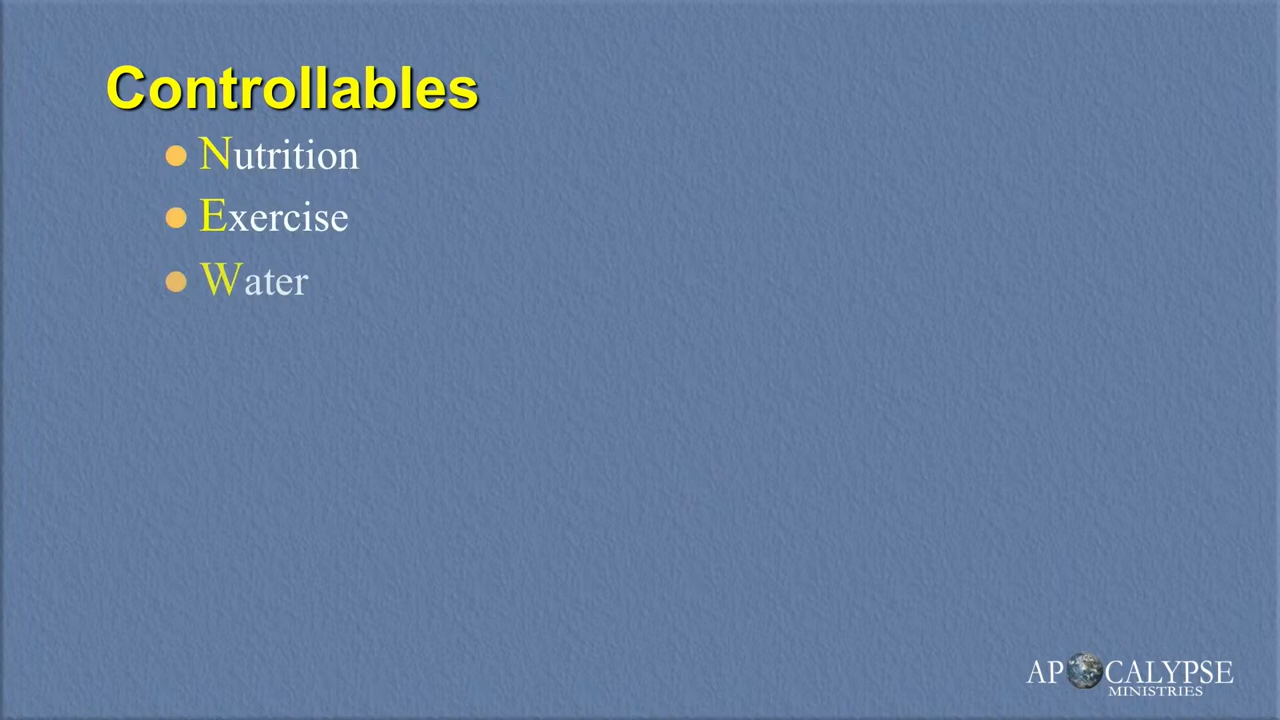 Controllables
Nutrition
Exercise
Water
APOCALYPSE
MINISTRIES